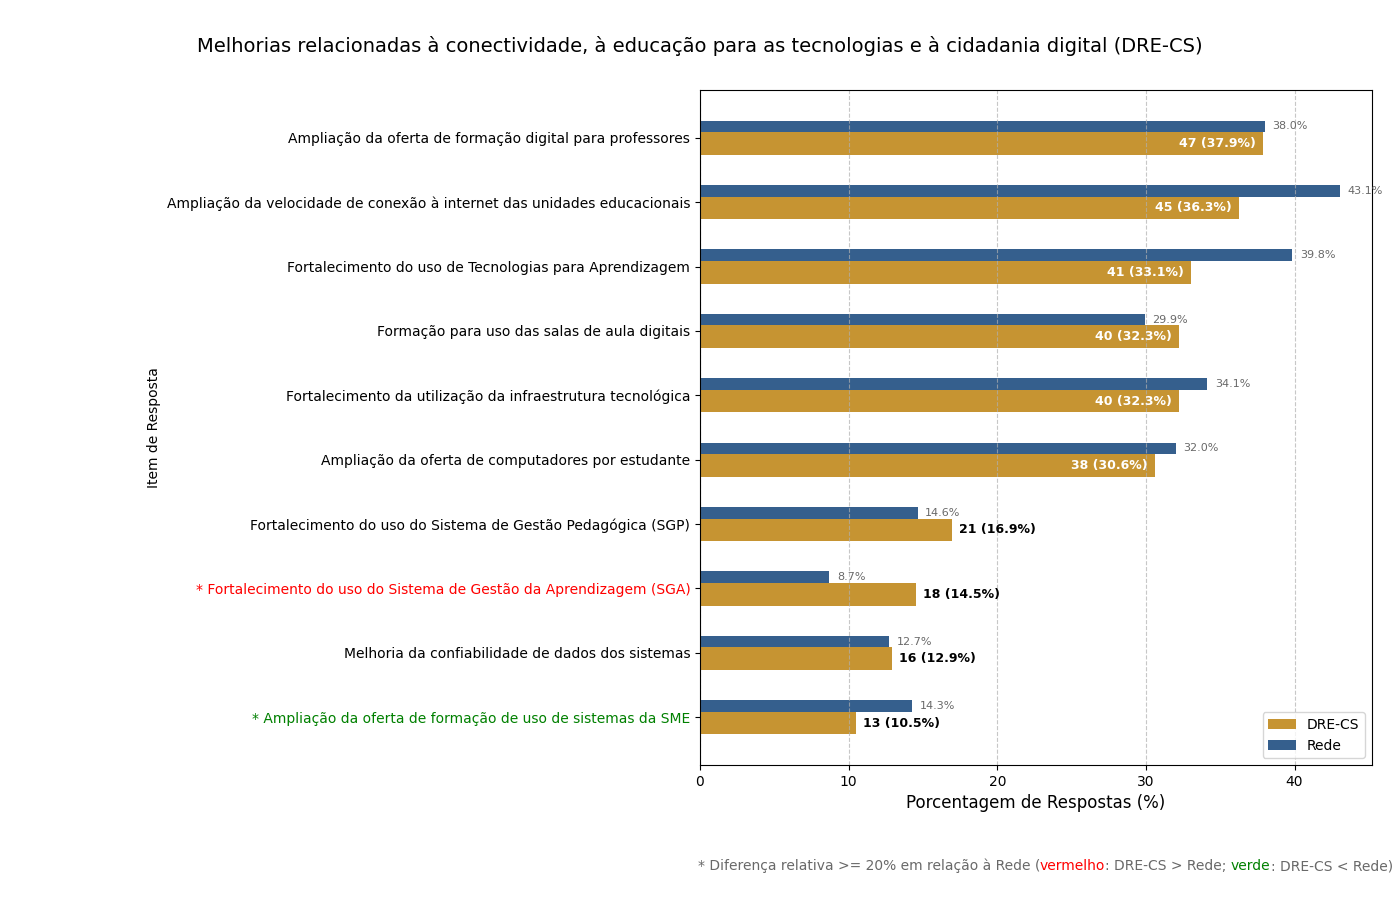 Melhorias relacionadas à conectividade, à educação para as tecnologias e à cidadania digital (DRE-CS)
Item de Resposta
Ampliação da oferta de formação digital para professores
38.0%
47 (37.9%)
Ampliação da velocidade de conexão à internet das unidades educacionais
43.1%
45 (36.3%)
Fortalecimento do uso de Tecnologias para Aprendizagem
39.8%
41 (33.1%)
Formação para uso das salas de aula digitais
29.9%
40 (32.3%)
Fortalecimento da utilização da infraestrutura tecnológica
34.1%
40 (32.3%)
Ampliação da oferta de computadores por estudante
32.0%
38 (30.6%)
Fortalecimento do uso do Sistema de Gestão Pedagógica (SGP)
14.6%
21 (16.9%)
* Fortalecimento do uso do Sistema de Gestão da Aprendizagem (SGA)
8.7%
18 (14.5%)
Melhoria da confiabilidade de dados dos sistemas
12.7%
16 (12.9%)
* Ampliação da oferta de formação de uso de sistemas da SME
14.3%
13 (10.5%)
DRE-CS
Rede
0 10 20 30 40
Porcentagem de Respostas (%)
* Diferença relativa >= 20% em relação à Rede (vermelho: DRE-CS > Rede; verde: DRE-CS < Rede)